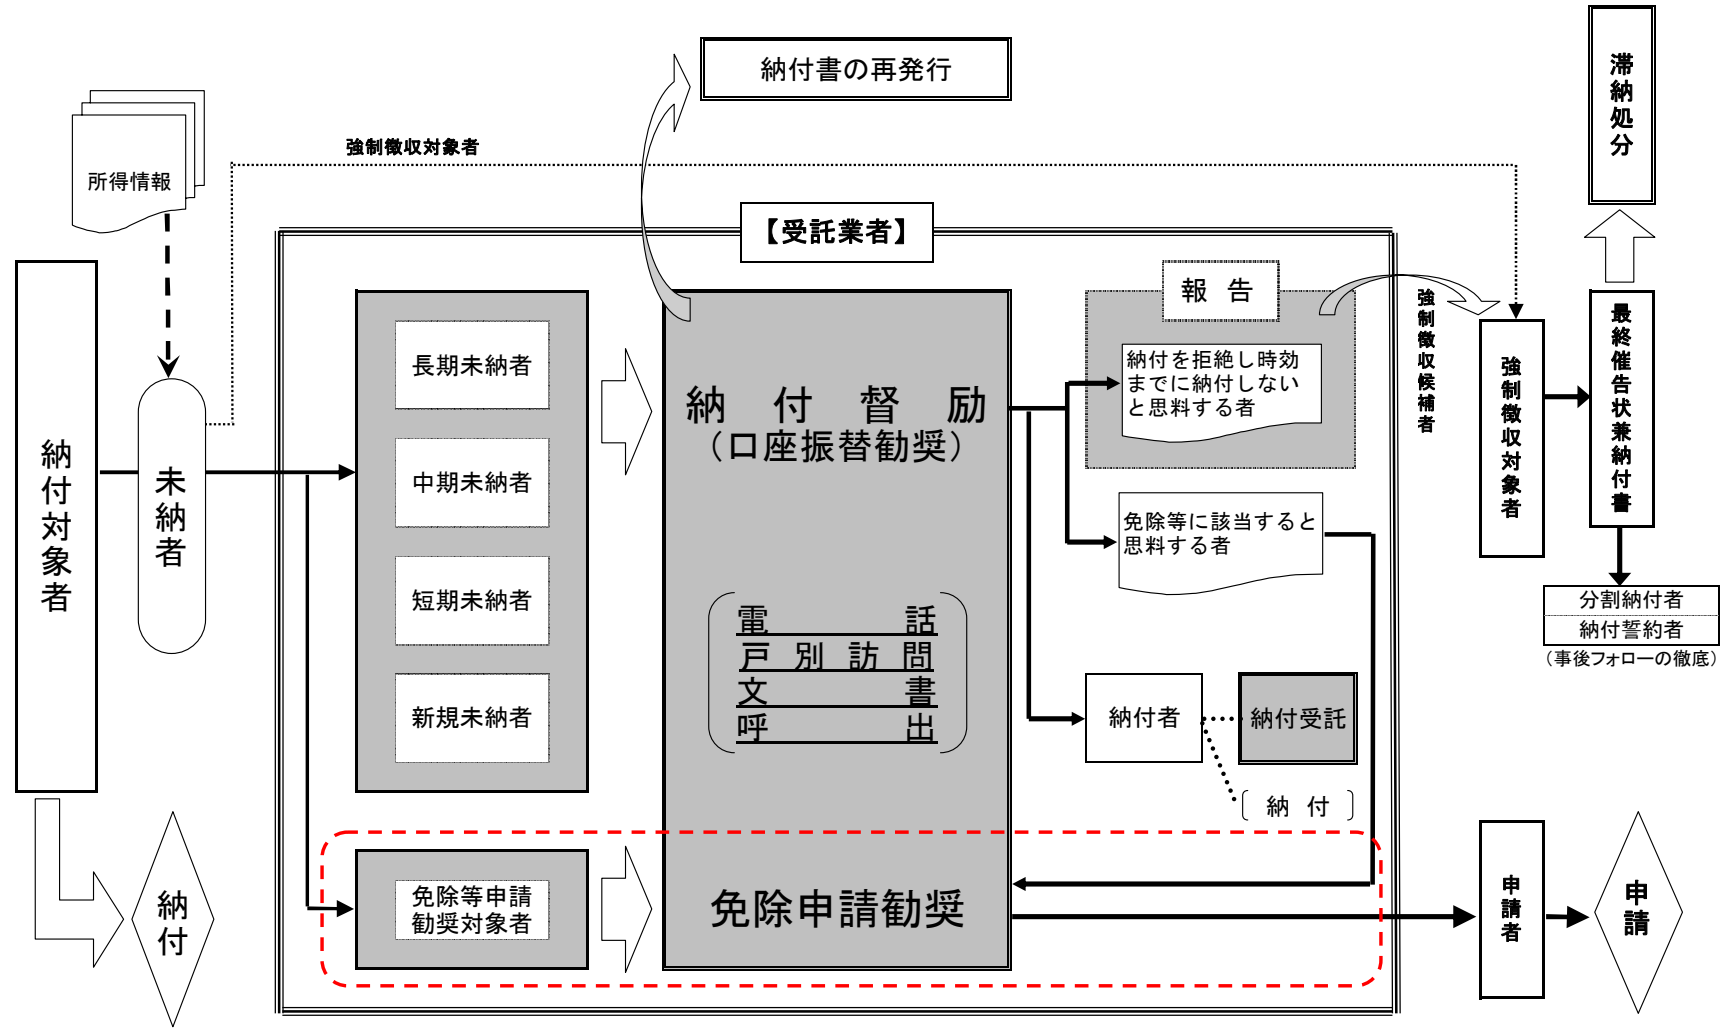 納付書の再発行
滞納処分
強制徴収対象者
所得情報
【受託業者】
報 告
強制徴収候補者
納付対象者
未納者
長期未納者
中期未納者
短期未納者
新規未納者
納 付 督 励
（口座振替勧奨）
電 話
戸 別 訪 問
文 書
呼 出
納付を拒絶し時効
までに納付しない
と思料する者
免除等に該当すると
思料する者
納付者
納付受託
納 付
強制徴収対象者
最終催告状兼納付書
分割納付者
納付誓約者
（事後フォローの徹底）
納付
免除等申請
勧奨対象者
免除申請勧奨
申請者
申請